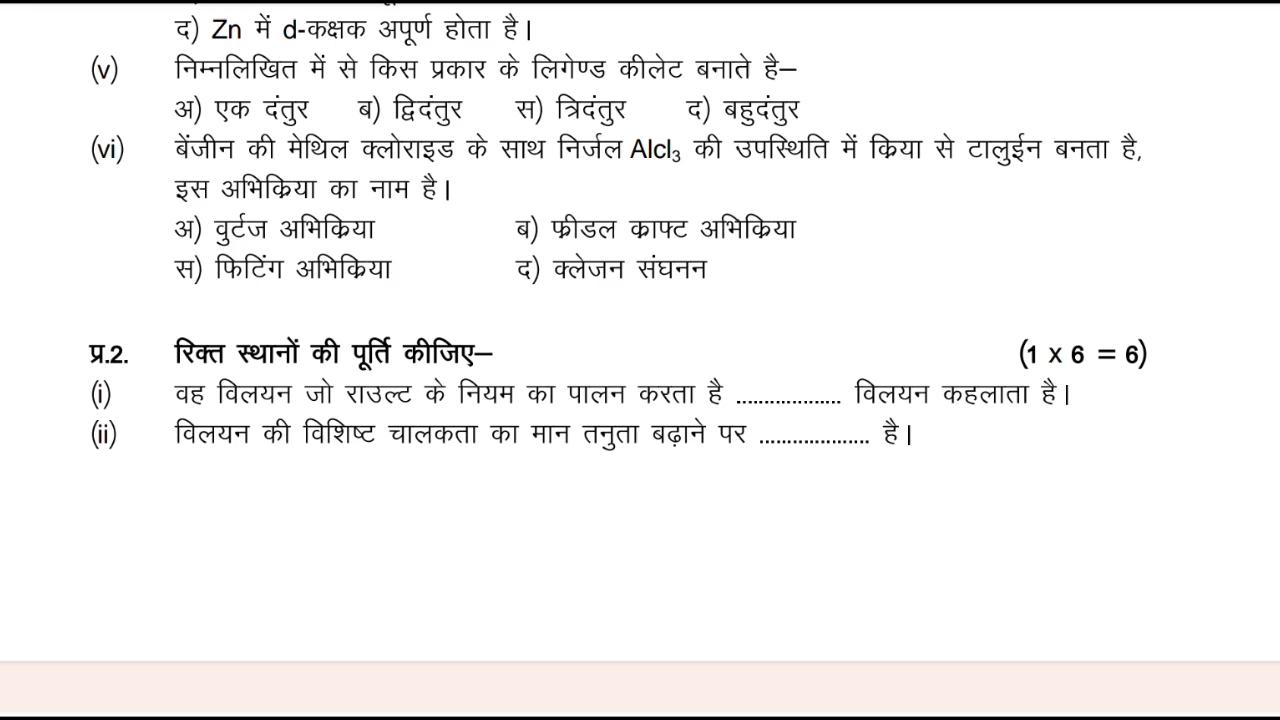 द) Zn में d-कक्षक अपूर्ण होता है।
(v) निम्नलिखित में से किस प्रकार के लिगेण्ड कीलेट बनाते है–
अ) एक दंतुर ब) द्विदंतुर स) त्रिदंतुर द) बहुदंतुर
(vi) बेंजीन की मेथिल क्लोराइड के साथ निर्जल Alcl₃ की उपस्थिति में क्रिया से टालुईन बनता है,
इस अभिक्रिया का नाम है।
अ) वुर्टज अभिक्रिया ब) फ्रीडल क्राफ्ट अभिक्रिया
स) फिटिंग अभिक्रिया द) क्लेजन संघनन
प्र.2. रिक्त स्थानों की पूर्ति कीजिए– (1 x 6 = 6)
(i) वह विलयन जो राउल्ट के नियम का पालन करता है ................... विलयन कहलाता है।
(ii) विलयन की विशिष्ट चालकता का मान तनुता बढ़ाने पर .................... है।